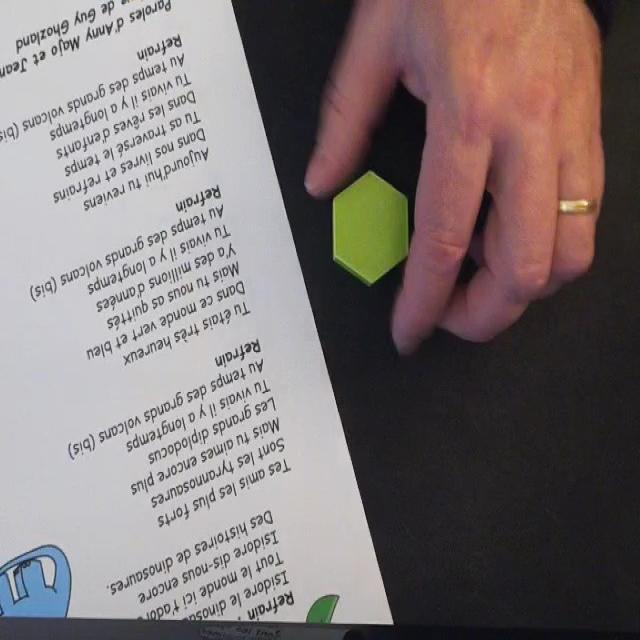 Refrain
Isidore le
Tout le monde ici
Isidore dis-nous encore
Des histoires de dinosaures.
Tes amis les plus forts
Sont les tyrannosaures
Mais tu aimes encore plus
Les grands diplodocus
Tu vivais il y a longtemps
Au temps des grands volcans (bis)
Refrain
Tu étais très heureux
Dans ce monde vert et bleu
Mais tu nous as quittés
Y'a des millions d'années
Tu vivais il y a longtemps
Au temps des grands volcans (bis)
Refrain
Aujourd'hui tu reviens
Dans nos livres et refrains
Tu as traversé le temps
Dans les rêves d'enfants
Tu vivais il y a longtemps
Au temps des grands volcans (bis)
Refrain
Paroles d'Anny Majo et Jean
de Guy Ghozland